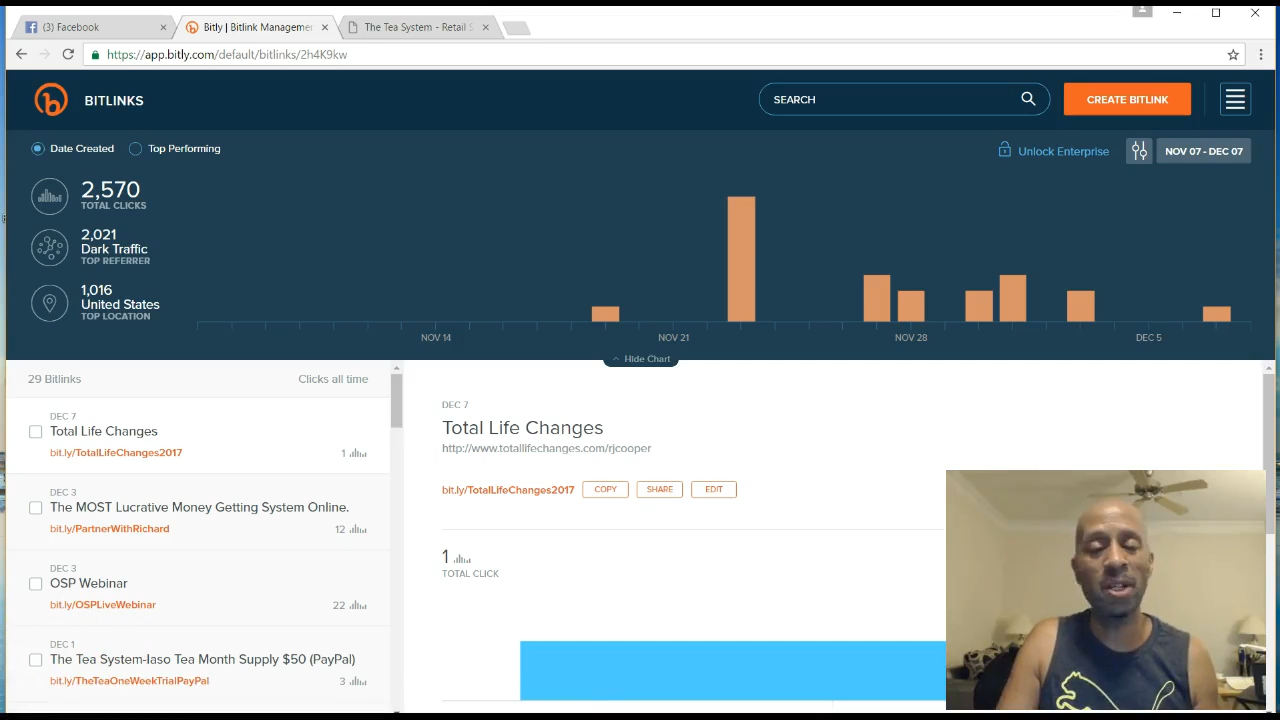 (3) Facebook
Bitly | Bitlink Manageme
The Tea System - Retail S
https://app.bitly.com/default/bitlinks/2h4K9kw
b
BITLINKS
SEARCH
CREATE BITLINK
Date Created
Top Performing
Unlock Enterprise
NOV 07 - DEC 07
2,570
TOTAL CLICKS
2,021
Dark Traffic
TOP REFERRER
1,016
United States
TOP LOCATION
NOV 14
NOV 21
NOV 28
DEC 5
Hide Chart
29 Bitlinks
Clicks all time
DEC 7
Total Life Changes
bit.ly/TotalLifeChanges2017
1
DEC 3
The MOST Lucrative Money Getting System Online.
bit.ly/PartnerWithRichard
12
DEC 3
OSP Webinar
bit.ly/OSPLiveWebinar
22
DEC 1
The Tea System-Iaso Tea Month Supply $50 (PayPal)
bit.ly/TheTeaOneWeekTrialPayPal
3
DEC 7
Total Life Changes
http://www.totallifechanges.com/rjcooper
bit.ly/TotalLifeChanges2017
COPY
SHARE
EDIT
1
TOTAL CLICK